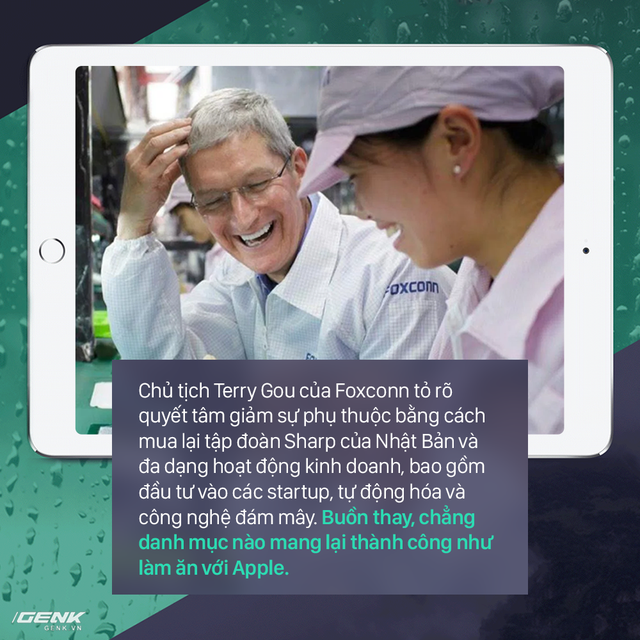 FOXCONN
Chủ tịch Terry Gou của Foxconn tỏ rõ
quyết tâm giảm sự phụ thuộc bằng cách
mua lại tập đoàn Sharp của Nhật Bản và
đa dạng hoạt động kinh doanh, bao gồm
đầu tư vào các startup, tự động hóa và
công nghệ đám mây. Buồn thay, chẳng
danh mục nào mang lại thành công như
làm ăn với Apple.
GENK
GENK.VN